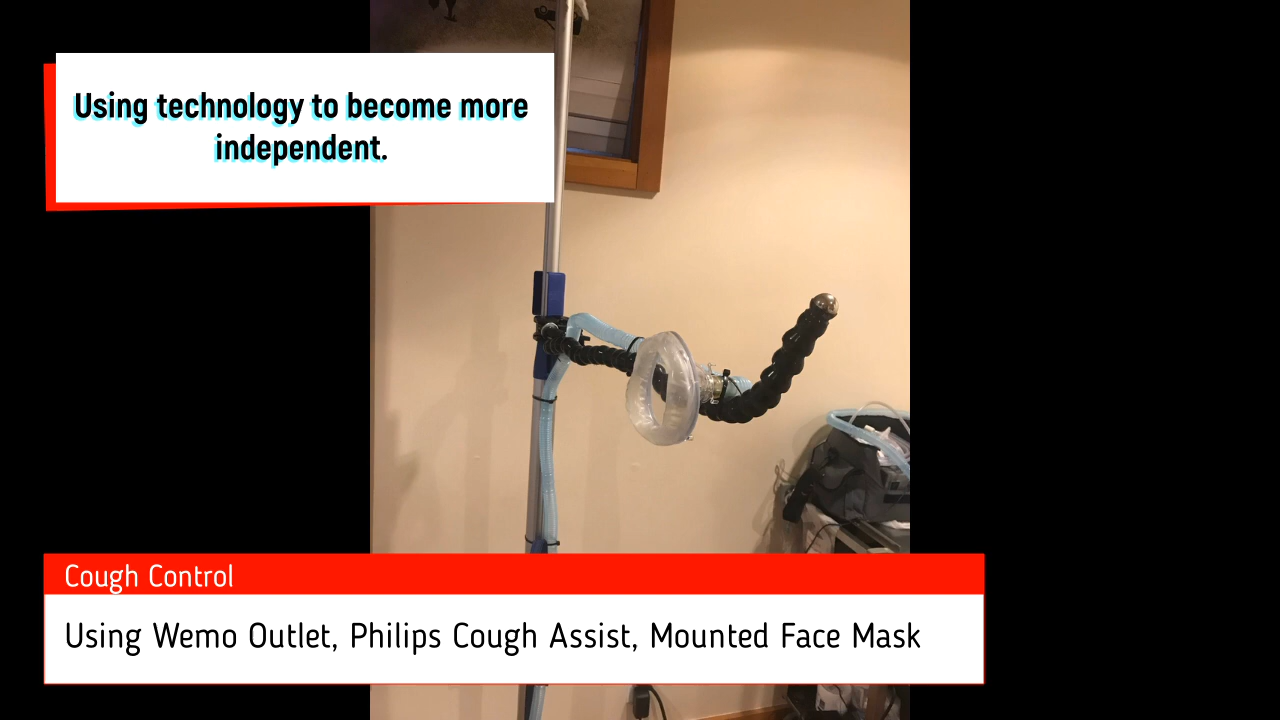 Using technology to become more
independent.
Cough Control
Using Wemo Outlet, Philips Cough Assist, Mounted Face Mask